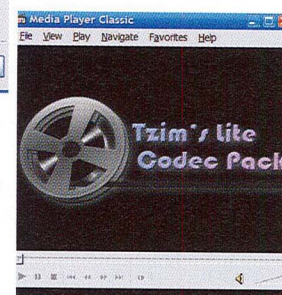 Media Player Classic
File View Play Navigate Favorites Help
Tzim's Lite
Codec Pack